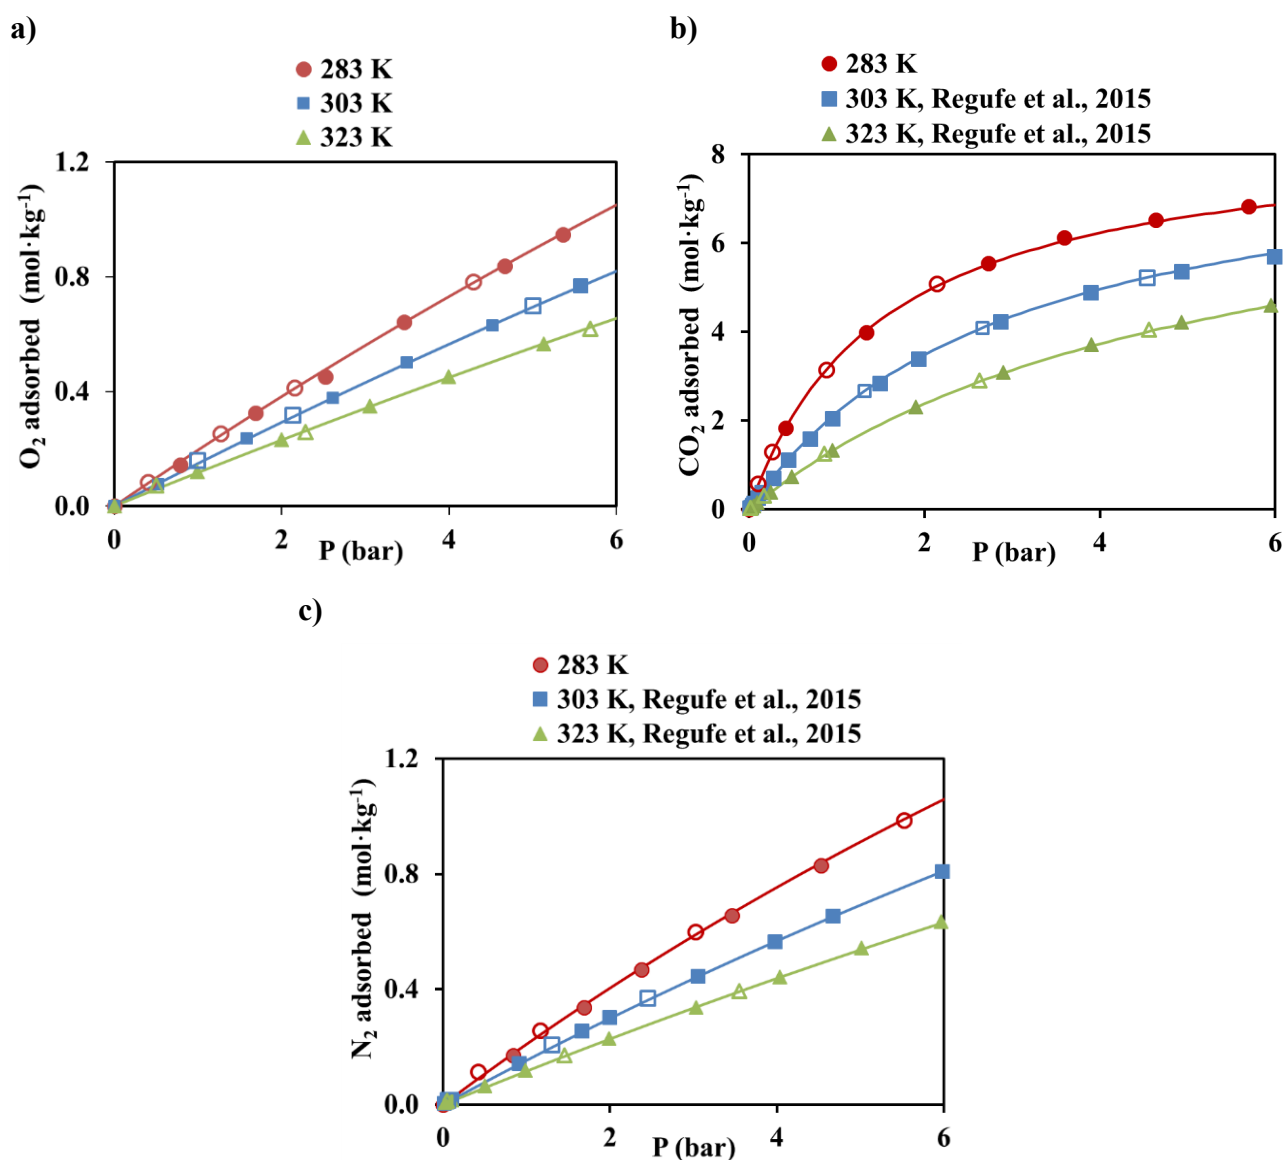 a)
283 K
303 K
323 K
1.2
0.8
0.4
0.0
O₂ adsorbed (mol·kg⁻¹)
0 2 4 6
P (bar)
b)
283 K
303 K, Regufe et al., 2015
323 K, Regufe et al., 2015
8
6
4
2
0
CO₂ adsorbed (mol·kg⁻¹)
0 2 4 6
P (bar)
c)
283 K
303 K, Regufe et al., 2015
323 K, Regufe et al., 2015
1.2
0.8
0.4
0.0
N₂ adsorbed (mol·kg⁻¹)
0 2 4 6
P (bar)